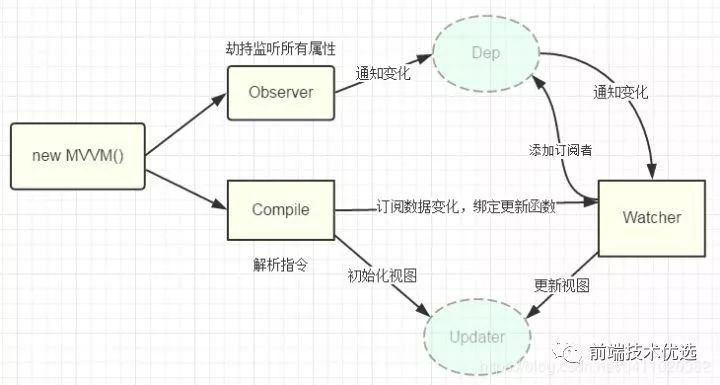 劫持监听所有属性
Dep
Observer
通知变化
通知变化
new MVVM()
添加订阅者
Compile
订阅数据变化，绑定更新函数
Watcher
解析指令
初始化视图
更新视图
Updater
前端技术优选